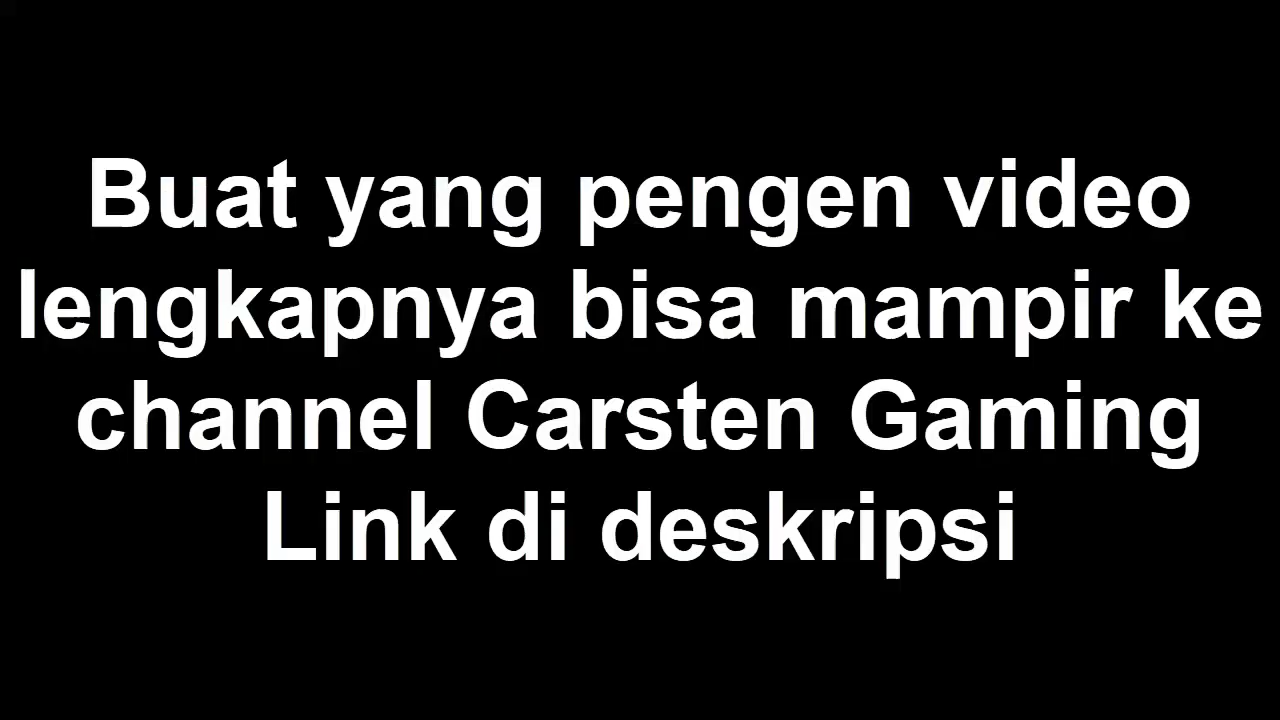 Buat yang pengen video
lengkapnya bisa mampir ke
channel Carsten Gaming
Link di deskripsi